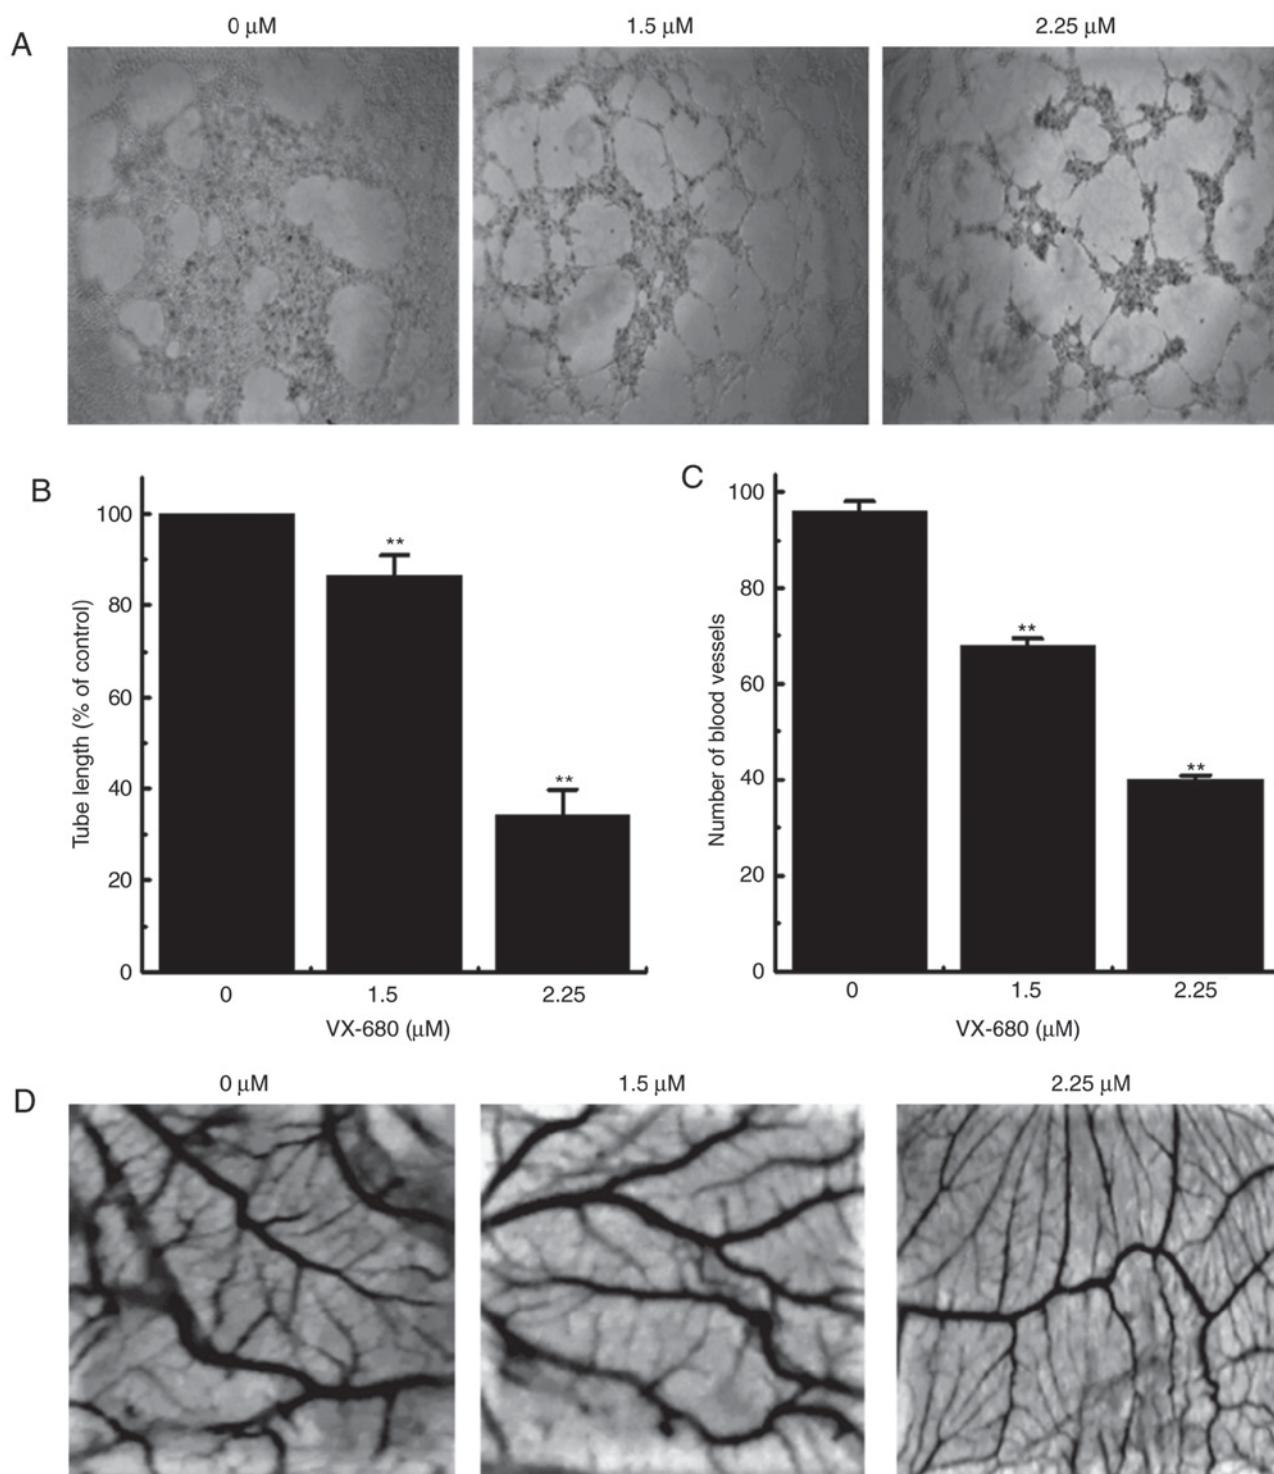 A
0 μM
1.5 μM
2.25 μM
B
Tube length (% of control)
100
80
60
40
20
0
**
**
0
1.5
2.25
VX-680 (μM)
C
Number of blood vessels
100
80
60
40
20
0
**
**
0
1.5
2.25
VX-680 (μM)
D
0 μM
1.5 μM
2.25 μM